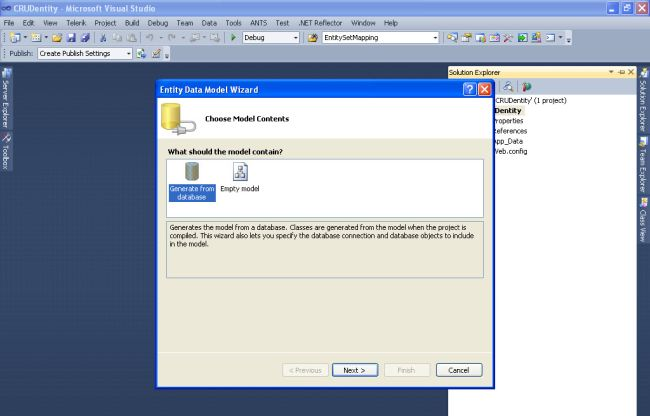 CRUDentity - Microsoft Visual Studio
File Edit View Telerik Project Build Debug Team Data Tools ANTS Test .NET Reflector Window Help
Debug EntitySetMapping
Publish: Create Publish Settings
Server Explorer
Toolbox
Entity Data Model Wizard
Choose Model Contents
What should the model contain?
Generate from
database
Empty model
Generates the model from a database. Classes are generated from the model when the project is
compiled. This wizard also lets you specify the database connection and database objects to include
in the model.
< Previous Next > Finish Cancel
Solution Explorer
'CRUDentity' (1 project)
Dentity
Properties
References
App_Data
Web.config
Solution Explorer
Team Explorer
Class View